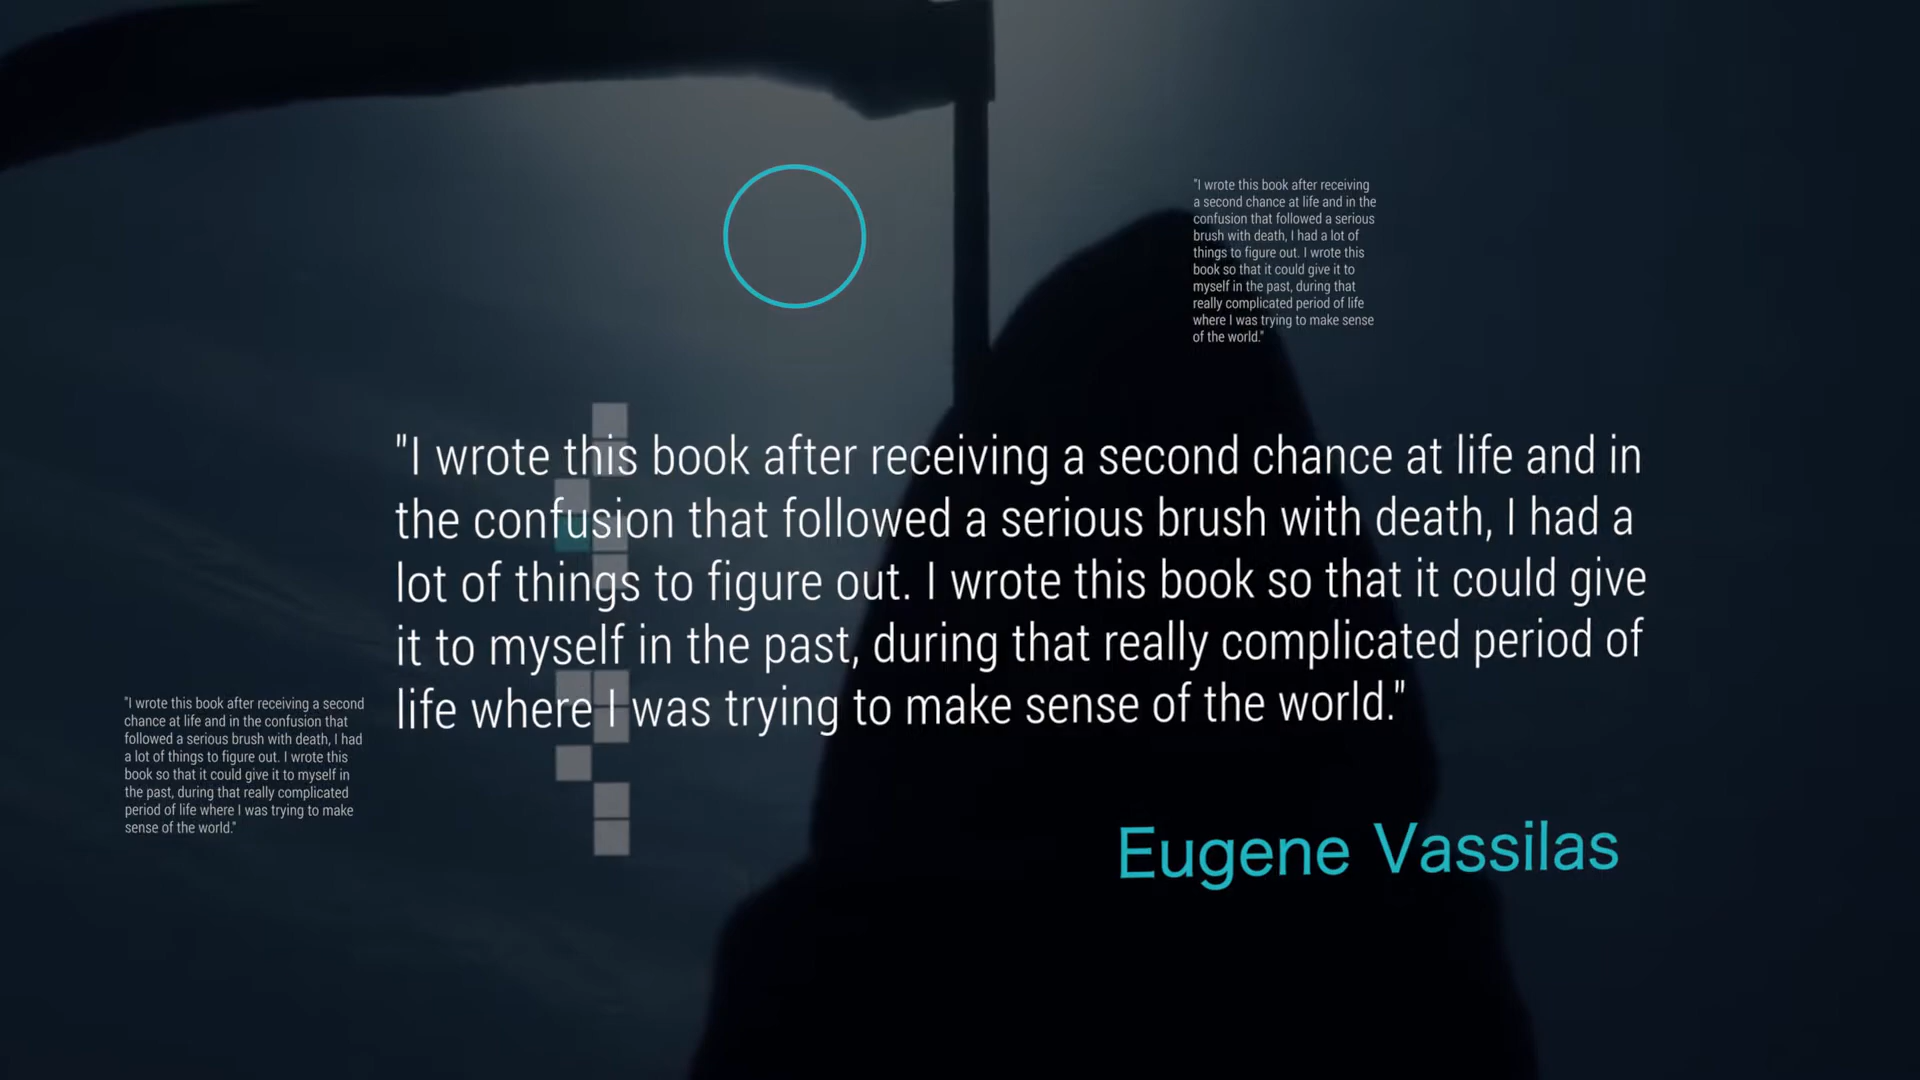 "I wrote this book after receiving
a second chance at life and in the
confusion that followed a serious
brush with death, I had a lot of
things to figure out. I wrote this
book so that it could give it to
myself in the past, during that
really complicated period of life
where I was trying to make sense
of the world."
"I wrote this book after receiving a second chance at life and in
the confusion that followed a serious brush with death, I had a
lot of things to figure out. I wrote this book so that it could give
it to myself in the past, during that really complicated period of
life where I was trying to make sense of the world."
"I wrote this book after receiving a second
chance at life and in the confusion that
followed a serious brush with death, I had
a lot of things to figure out. I wrote this
book so that it could give it to myself in
the past, during that really complicated
period of life where I was trying to make
sense of the world."
Eugene Vassilas